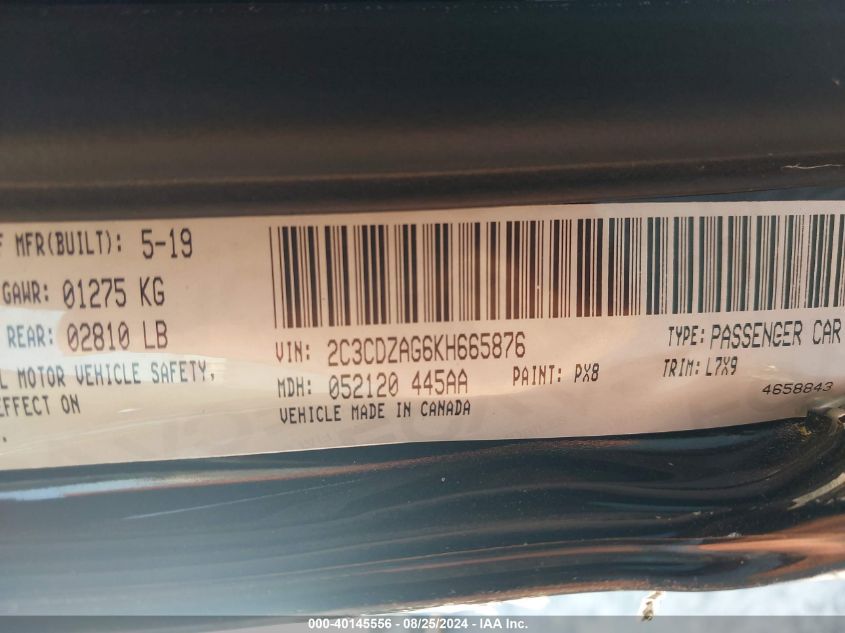 F MFR(BUILT): 5-19
GAWR: 01275 KG
REAR: 02810 LB
L MOTOR VEHICLE SAFETY,
EFFECT ON
.
VIN: 2C3CDZAG6KH665876
TYPE: PASSENGER CAR
MDH: 052120 445AA
PAINT: PX8
TRIM: L7X9
VEHICLE MADE IN CANADA
4658843
000-40145556 - 08/25/2024 - IAA Inc.